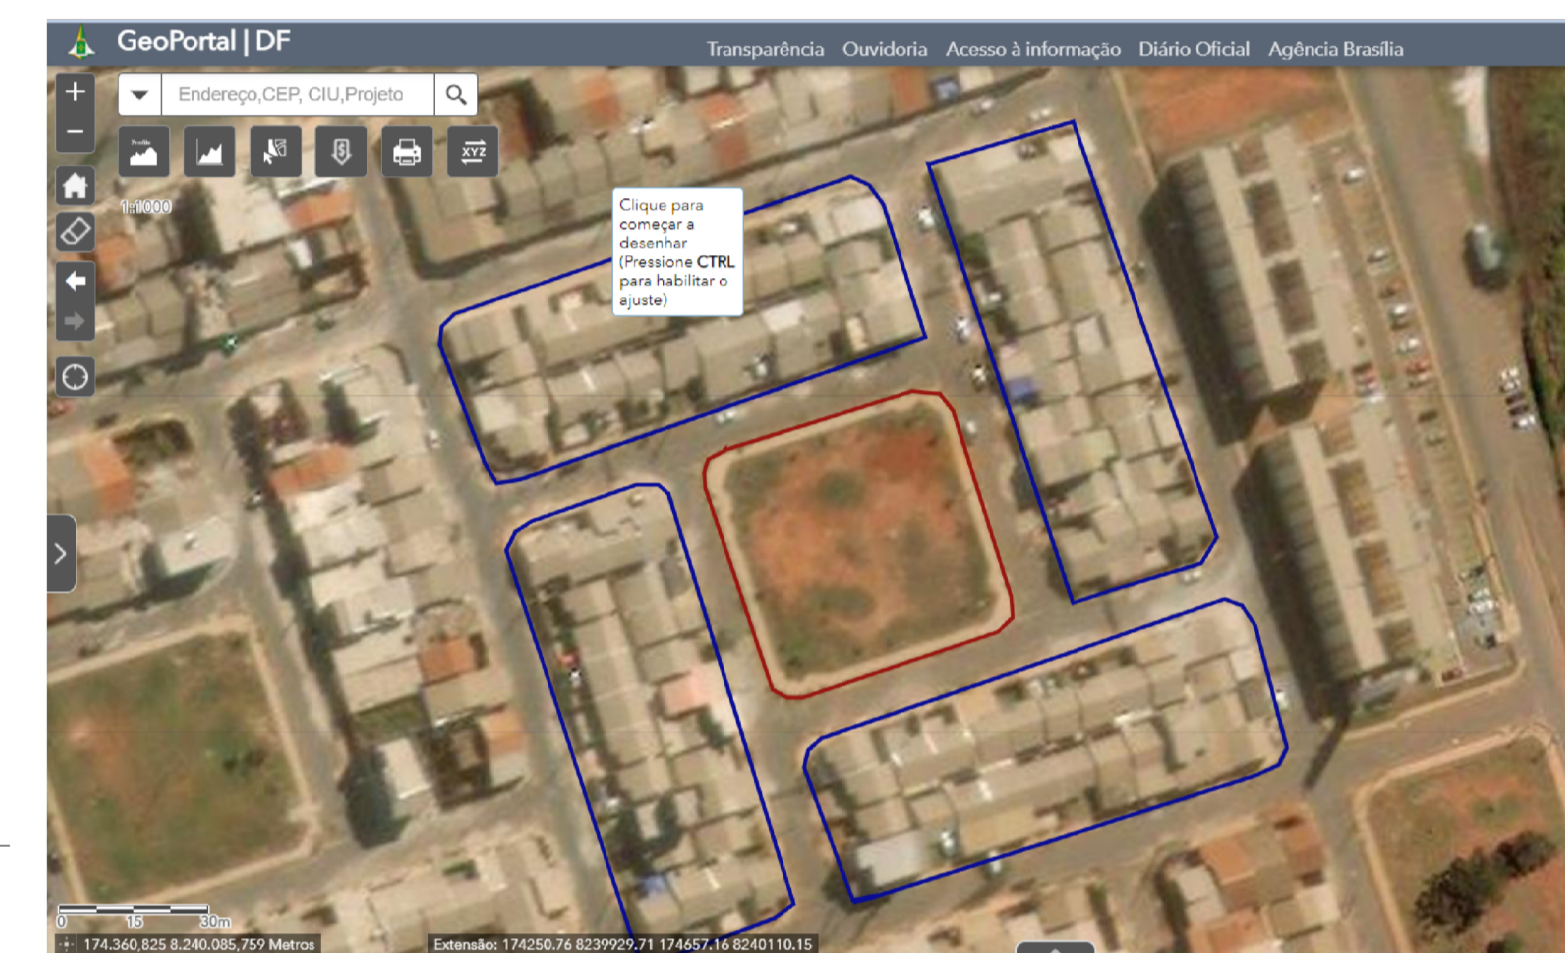 GeoPortal | DF
Transparência Ouvidoria Acesso à informação Diário Oficial Agência Brasília
+
Endereço,CEP, CIU,Projeto
−
Profile
XYZ
1:1000
Clique para
começar a
desenhar
(Pressione CTRL
para habilitar o
ajuste)
0 15 30m
174.360,825 8.240.085,759 Metros
Extensão: 174250.76 8239929.71 174657.16 8240110.15